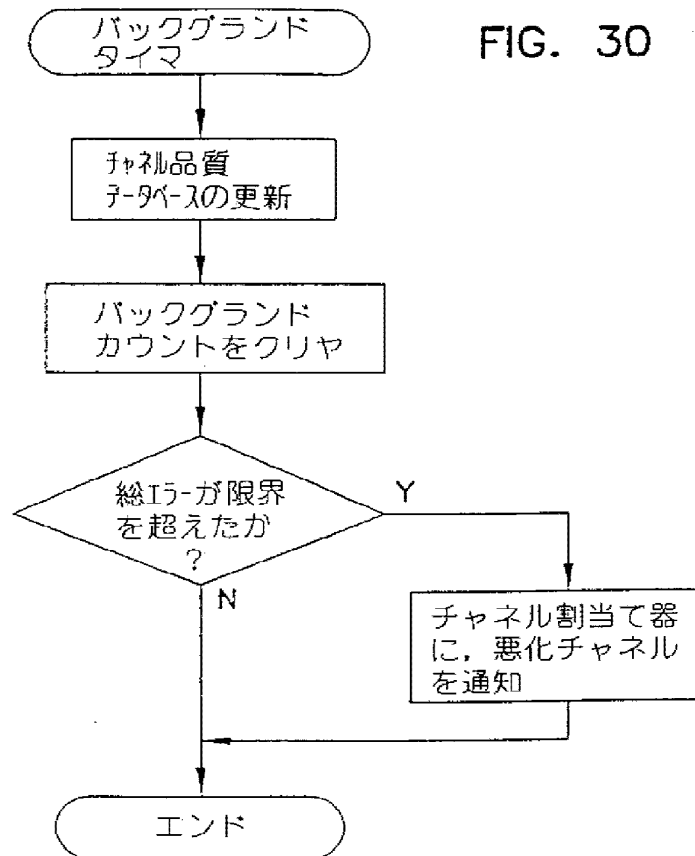 バックグランド
タイマ
FIG. 30
チャネル品質
データベースの更新
バックグランド
カウントをクリヤ
総エラーが限界
を超えたか
?
Y
N
チャネル割当て器
に,悪化チャネル
を通知
エンド